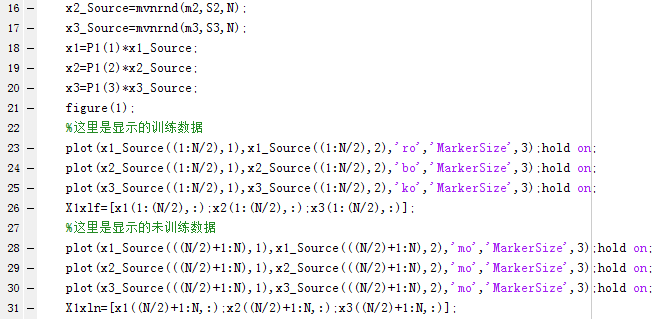 16 - x2_Source=mvnrnd(m2,S2,N);
17 - x3_Source=mvnrnd(m3,S3,N);
18 - x1=P1(1)*x1_Source;
19 - x2=P1(2)*x2_Source;
20 - x3=P1(3)*x3_Source;
21 - figure(1);
22 %这里是显示的训练数据
23 - plot(x1_Source((1:N/2),1),x1_Source((1:N/2),2),'ro','MarkerSize',3);hold on;
24 - plot(x2_Source((1:N/2),1),x2_Source((1:N/2),2),'bo','MarkerSize',3);hold on;
25 - plot(x3_Source((1:N/2),1),x3_Source((1:N/2),2),'ko','MarkerSize',3);hold on;
26 - X1xlf=[x1(1:(N/2),:);x2(1:(N/2),:);x3(1:(N/2),:)];
27 %这里是显示的未训练数据
28 - plot(x1_Source(((N/2)+1:N),1),x1_Source(((N/2)+1:N),2),'mo','MarkerSize',3);hold on;
29 - plot(x2_Source(((N/2)+1:N),1),x2_Source(((N/2)+1:N),2),'mo','MarkerSize',3);hold on;
30 - plot(x3_Source(((N/2)+1:N),1),x3_Source(((N/2)+1:N),2),'mo','MarkerSize',3);hold on;
31 - X1xln=[x1((N/2)+1:N,:);x2((N/2)+1:N,:);x3((N/2)+1:N,:)];